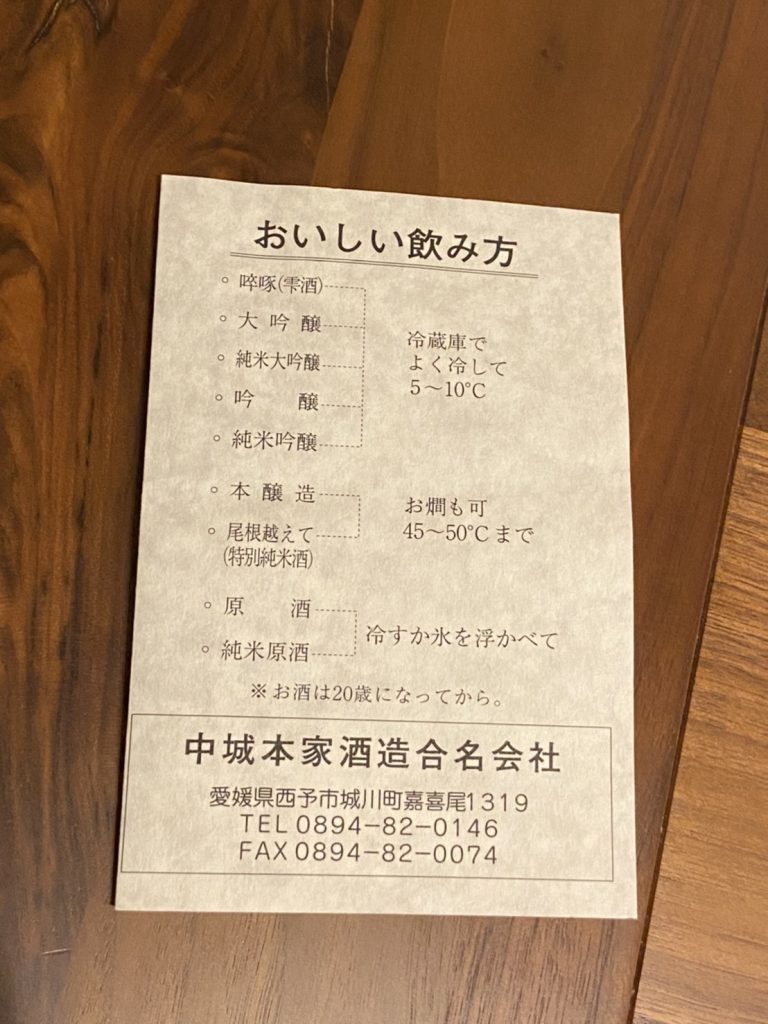 おいしい飲み方
啐啄(雫酒)
大吟醸
純米大吟醸
吟醸
純米吟醸
冷蔵庫で
よく冷して
5〜10℃
本醸造
尾根越えて
(特別純米酒)
お燗も可
45〜50℃まで
原酒
純米原酒
冷すか氷を浮かべて
※お酒は20歳になってから。
中城本家酒造合名会社
愛媛県西予市城川町嘉喜尾1319
TEL 0894-82-0146
FAX 0894-82-0074